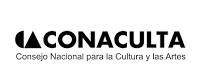 CONACULTA
Consejo Nacional para la Cultura y las Artes